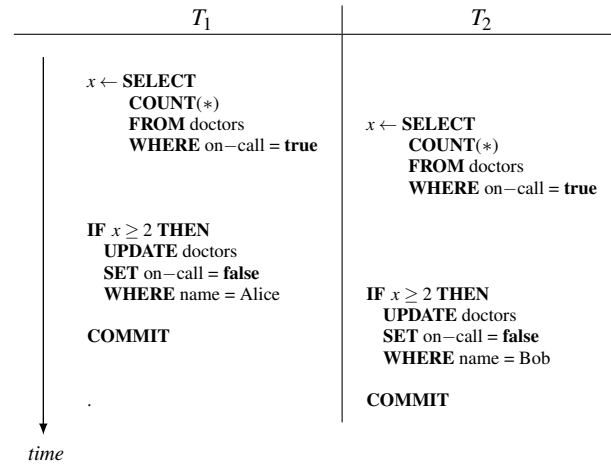 T₁
T₂
x ← SELECT
COUNT(∗)
FROM doctors
WHERE on−call = true
x ← SELECT
COUNT(∗)
FROM doctors
WHERE on−call = true
IF x ≥ 2 THEN
UPDATE doctors
SET on−call = false
WHERE name = Alice
COMMIT
.
IF x ≥ 2 THEN
UPDATE doctors
SET on−call = false
WHERE name = Bob
COMMIT
time